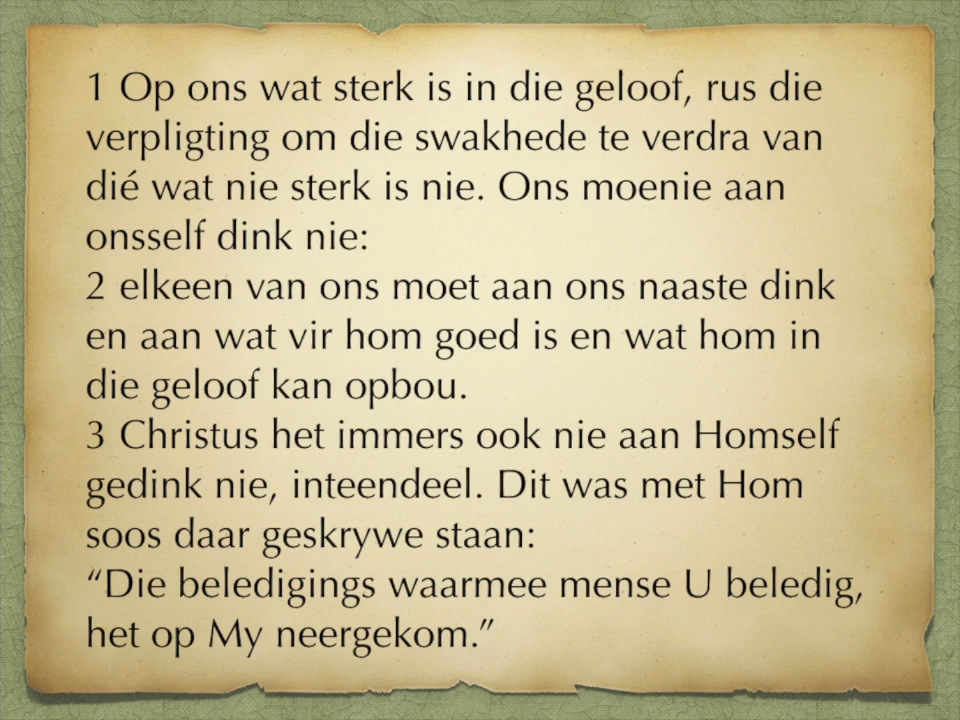 1 Op ons wat sterk is in die geloof, rus die
verpligting om die swakhede te verdra van
dié wat nie sterk is nie. Ons moenie aan
onsself dink nie:
2 elkeen van ons moet aan ons naaste dink
en aan wat vir hom goed is en wat hom in
die geloof kan opbou.
3 Christus het immers ook nie aan Homself
gedink nie, inteendeel. Dit was met Hom
soos daar geskrywe staan:
“Die beledigings waarmee mense U beledig,
het op My neergekom.”